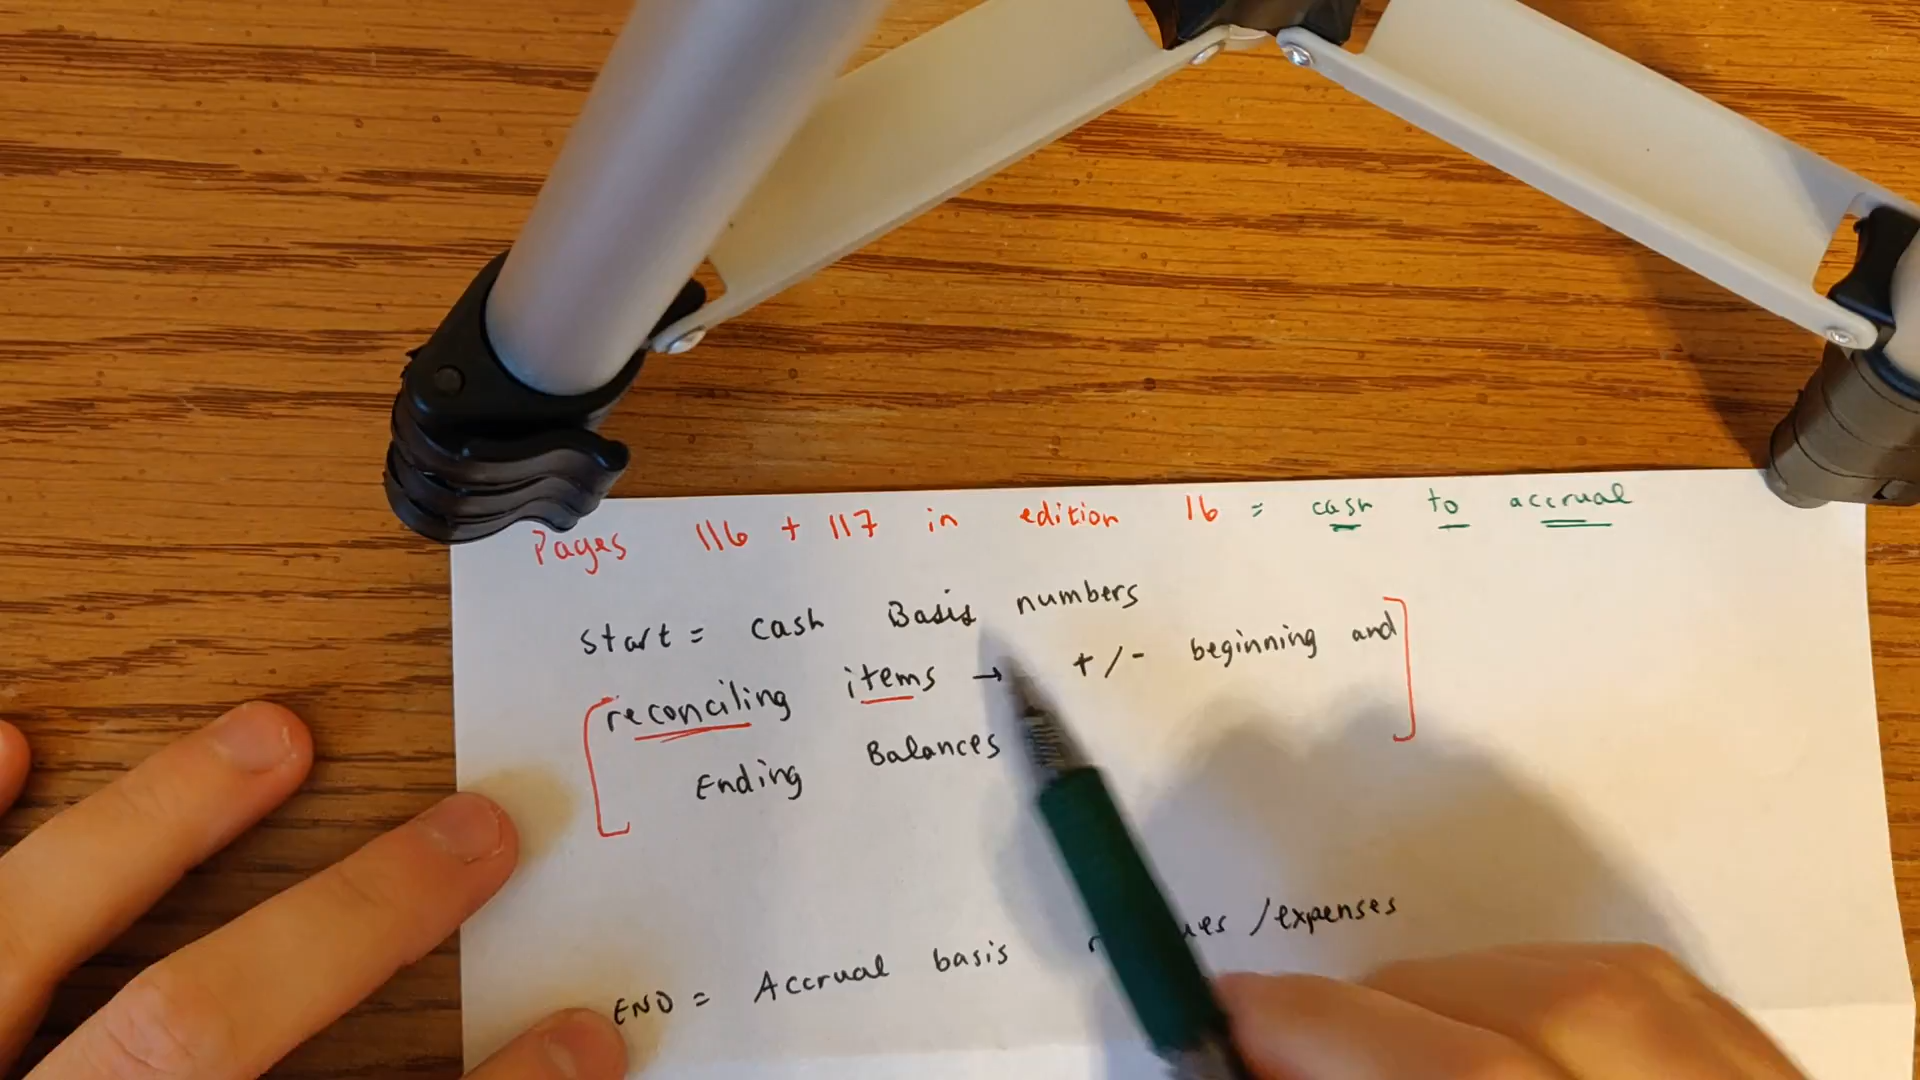 Pages 116 + 117 in edition 16 = cash to accrual
start = cash Basis numbers
reconciling items → +/- beginning and
Ending Balances
END = Accrual basis /expenses